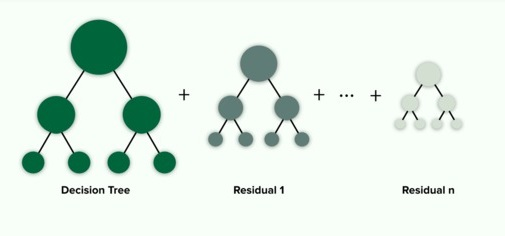 + + ... +
Decision Tree Residual 1 Residual n